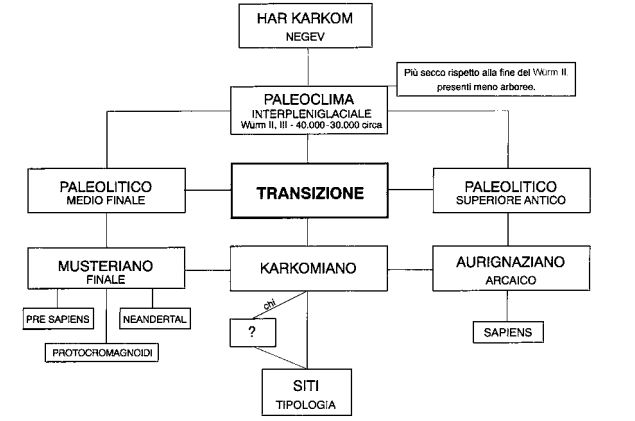 HAR KARKOM
NEGEV
Più secco rispetto alla fine del Würm II.
presenti meno arboree.
PALEOCLIMA
INTERPLENIGLACIALE
Würm II, III - 40.000-30.000 circa
PALEOLITICO
MEDIO FINALE
TRANSIZIONE
PALEOLITICO
SUPERIORE ANTICO
MUSTERIANO
FINALE
KARKOMIANO
AURIGNAZIANO
ARCAICO
chi
?
PRE SAPIENS
NEANDERTAL
PROTOCROMAGNOIDI
SAPIENS
SITI
TIPOLOGIA